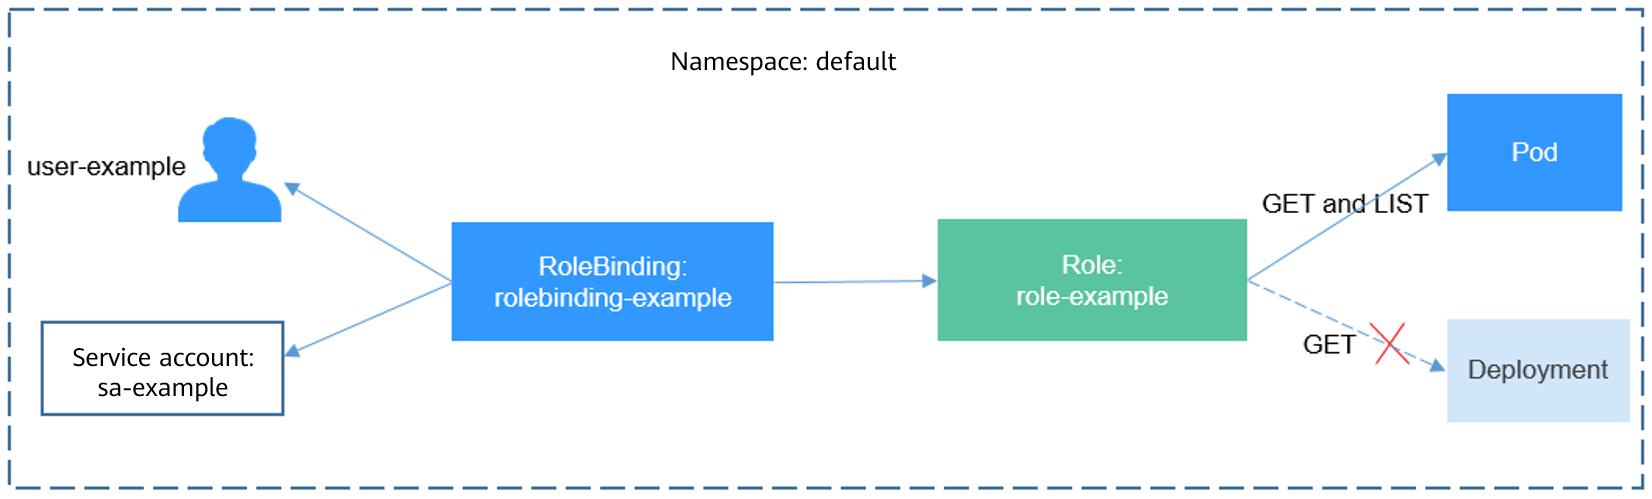 Namespace: default
user-example
Service account:
sa-example
RoleBinding:
rolebinding-example
Role:
role-example
GET and LIST
GET
Pod
Deployment